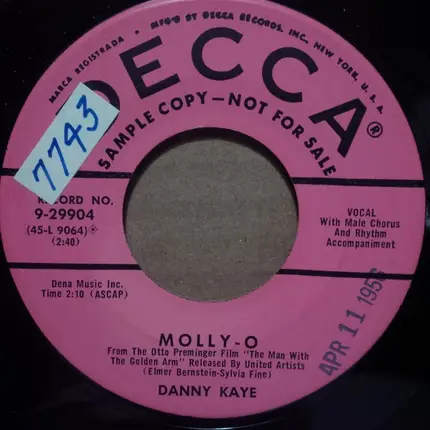 MARCA REGISTRADA • MFG'D BY DECCA RECORDS, INC., NEW YORK, U. S. A.
DECCA®
SAMPLE COPY—NOT FOR SALE
7743
RECORD NO.
9-29904
(45-L 9064)
(2:40)
VOCAL
With Male Chorus
And Rhythm
Accompaniment
Dena Music Inc.
Time 2:10 (ASCAP)
APR 11 1956
MOLLY-O
From The Otto Preminger Film "The Man With
The Golden Arm" Released By United Artists
(Elmer Bernstein-Sylvia Fine)
DANNY KAYE